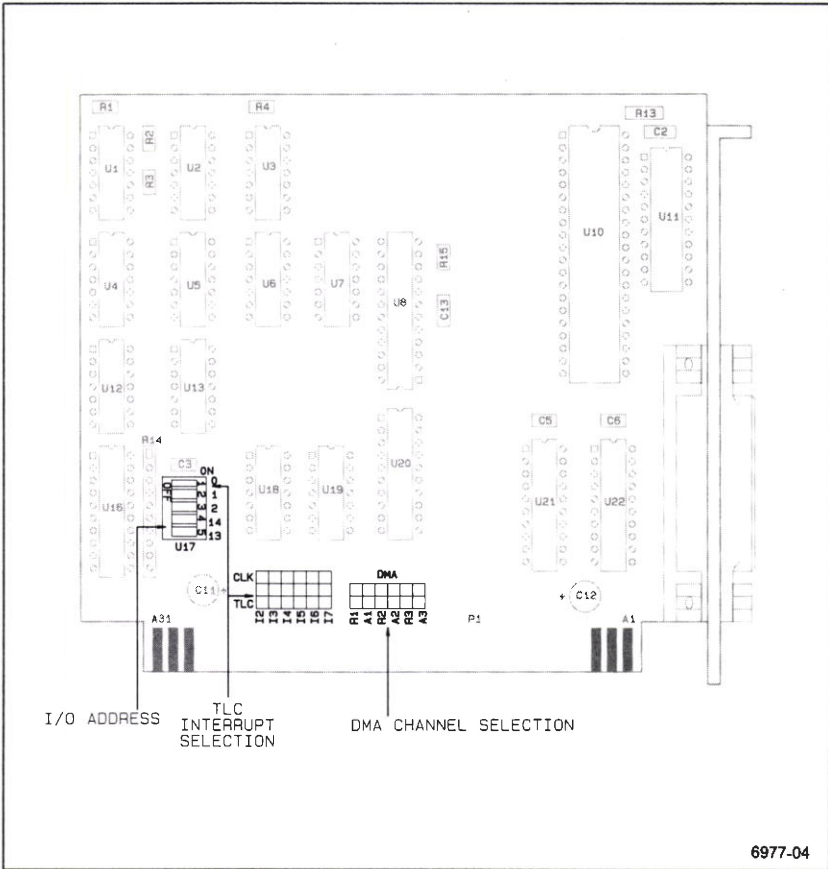 R1
R4
R13
R2
C2
U1
U2
U3
R3
U10
U11
U4
U5
U6
U7
U8
R15
C13
U12
U13
R14
C3
ON
OFF
1 0
2 1
3 2
4 14
5 13
U17
U16
U18
U19
U20
C5
C6
U21
U22
CLK
TLC
I2 I3 I4 I5 I6 I7
DMA
R1 A1 R2 A2 R3 A3
C11 +
+ C12
A31
P1
A1
I/O ADDRESS
TLC
INTERRUPT
SELECTION
DMA CHANNEL SELECTION
6977-04